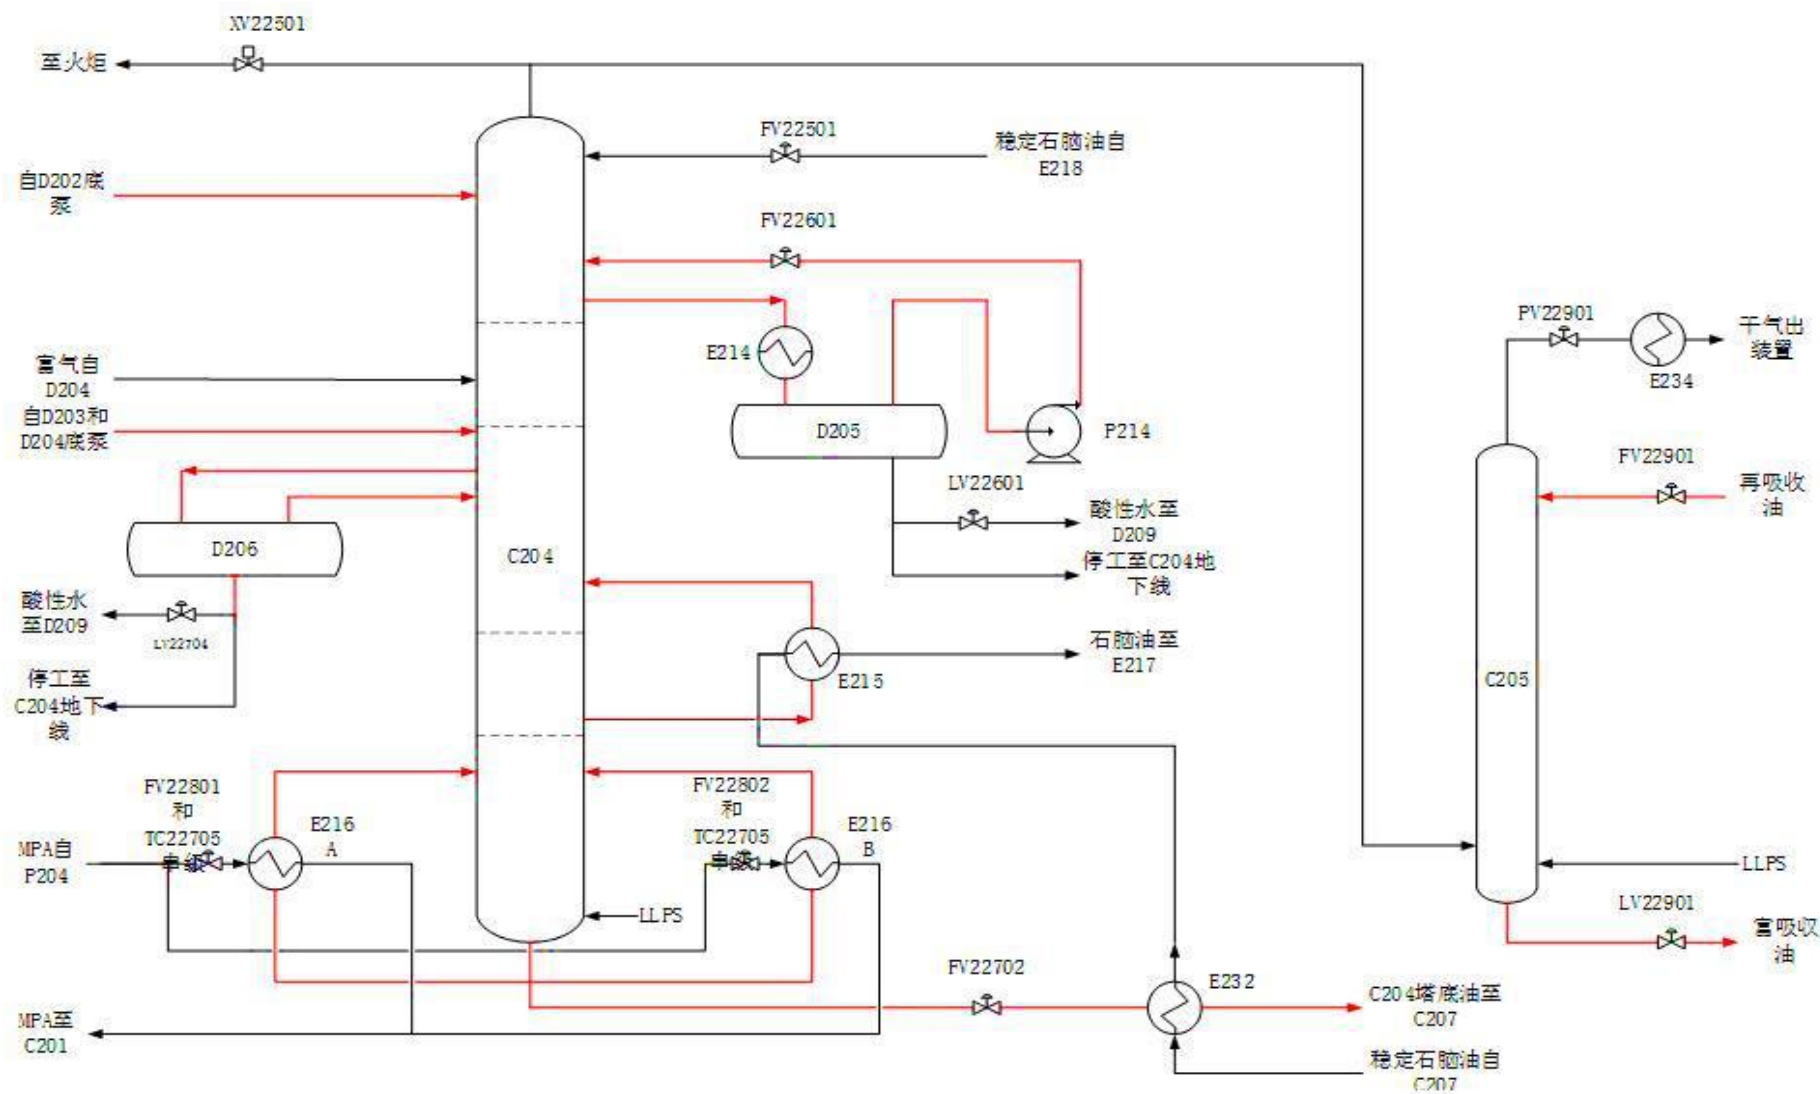 XV22501
至火炬
FV22501
稳定石脑油自
E218
自D202底
泵
FV22601
PV22901
干气出
装置
E234
E214
富气自
D204
自D203和
D204底泵
D205
P214
FV22901
再吸收
油
LV22601
酸性水至
D209
停工至C204地
下线
D206
C204
酸性水
至D209
LV22704
石脑油至
E217
E215
C205
停工至
C204地下
线
FV22801
和
TC22705
串级
E216
A
FV22802
和
TC22705
串级
E216
B
MPA自
P204
LLPS
LLPS
LV22901
富吸收
油
FV22702
E232
C204塔底油至
C207
MPA至
C201
稳定石脑油自
C207